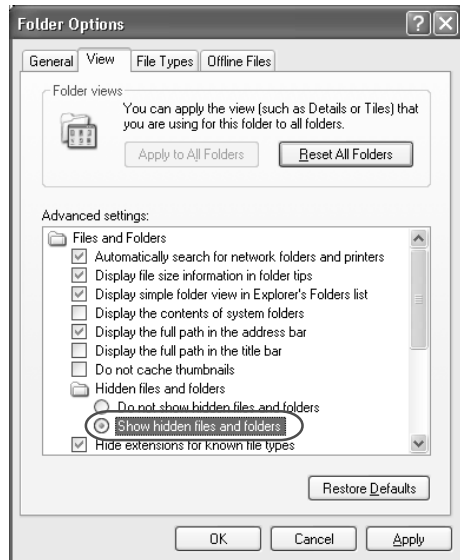 Folder Options
General View File Types Offline Files
Folder views
You can apply the view (such as Details or Tiles) that
you are using for this folder to all folders.
Apply to All Folders Reset All Folders
Advanced settings:
Files and Folders
Automatically search for network folders and printers
Display file size information in folder tips
Display simple folder view in Explorer's Folders list
Display the contents of system folders
Display the full path in the address bar
Display the full path in the title bar
Do not cache thumbnails
Hidden files and folders
Do not show hidden files and folders
Show hidden files and folders
Hide extensions for known file types
Restore Defaults
OK Cancel Apply